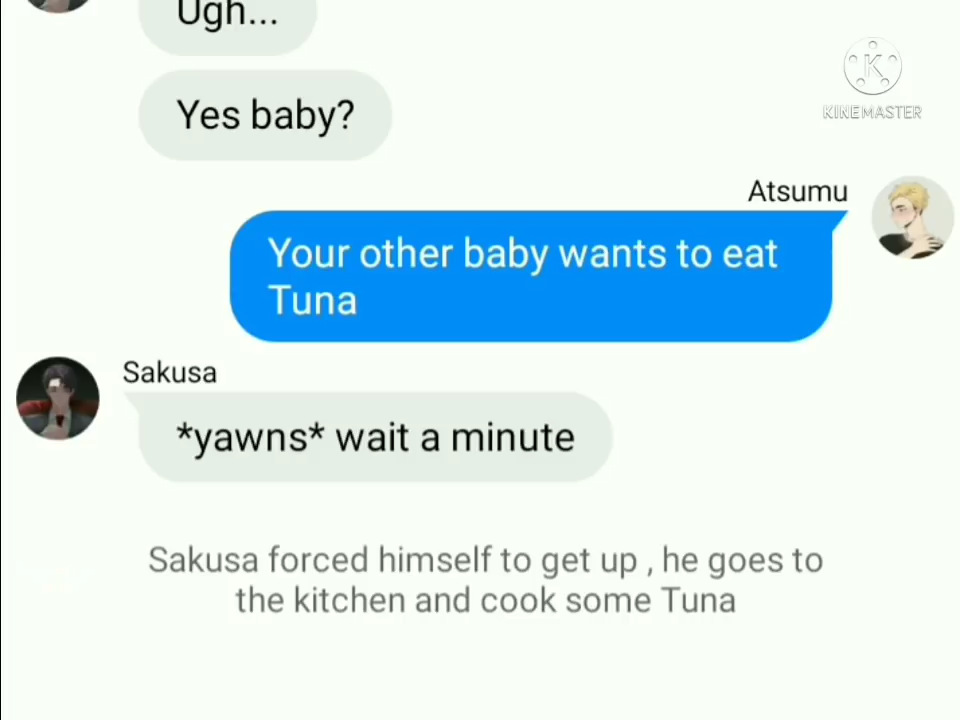 Ugh...
Yes baby?
K
KINEMASTER
Atsumu
Your other baby wants to eat
Tuna
Sakusa
*yawns* wait a minute
Sakusa forced himself to get up , he goes to
the kitchen and cook some Tuna